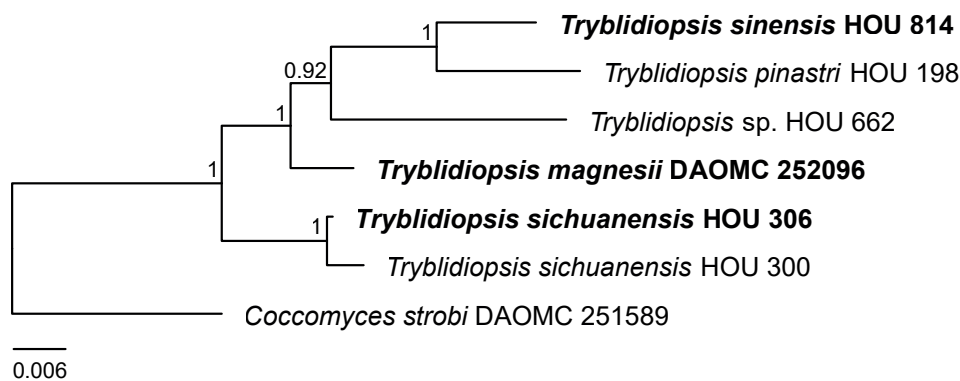 Tryblidiopsis sinensis HOU 814
1
Tryblidiopsis pinastri HOU 198
0.92
Tryblidiopsis sp. HOU 662
1
Tryblidiopsis magnesii DAOMC 252096
1
Tryblidiopsis sichuanensis HOU 306
1
Tryblidiopsis sichuanensis HOU 300
Coccomyces strobi DAOMC 251589
0.006